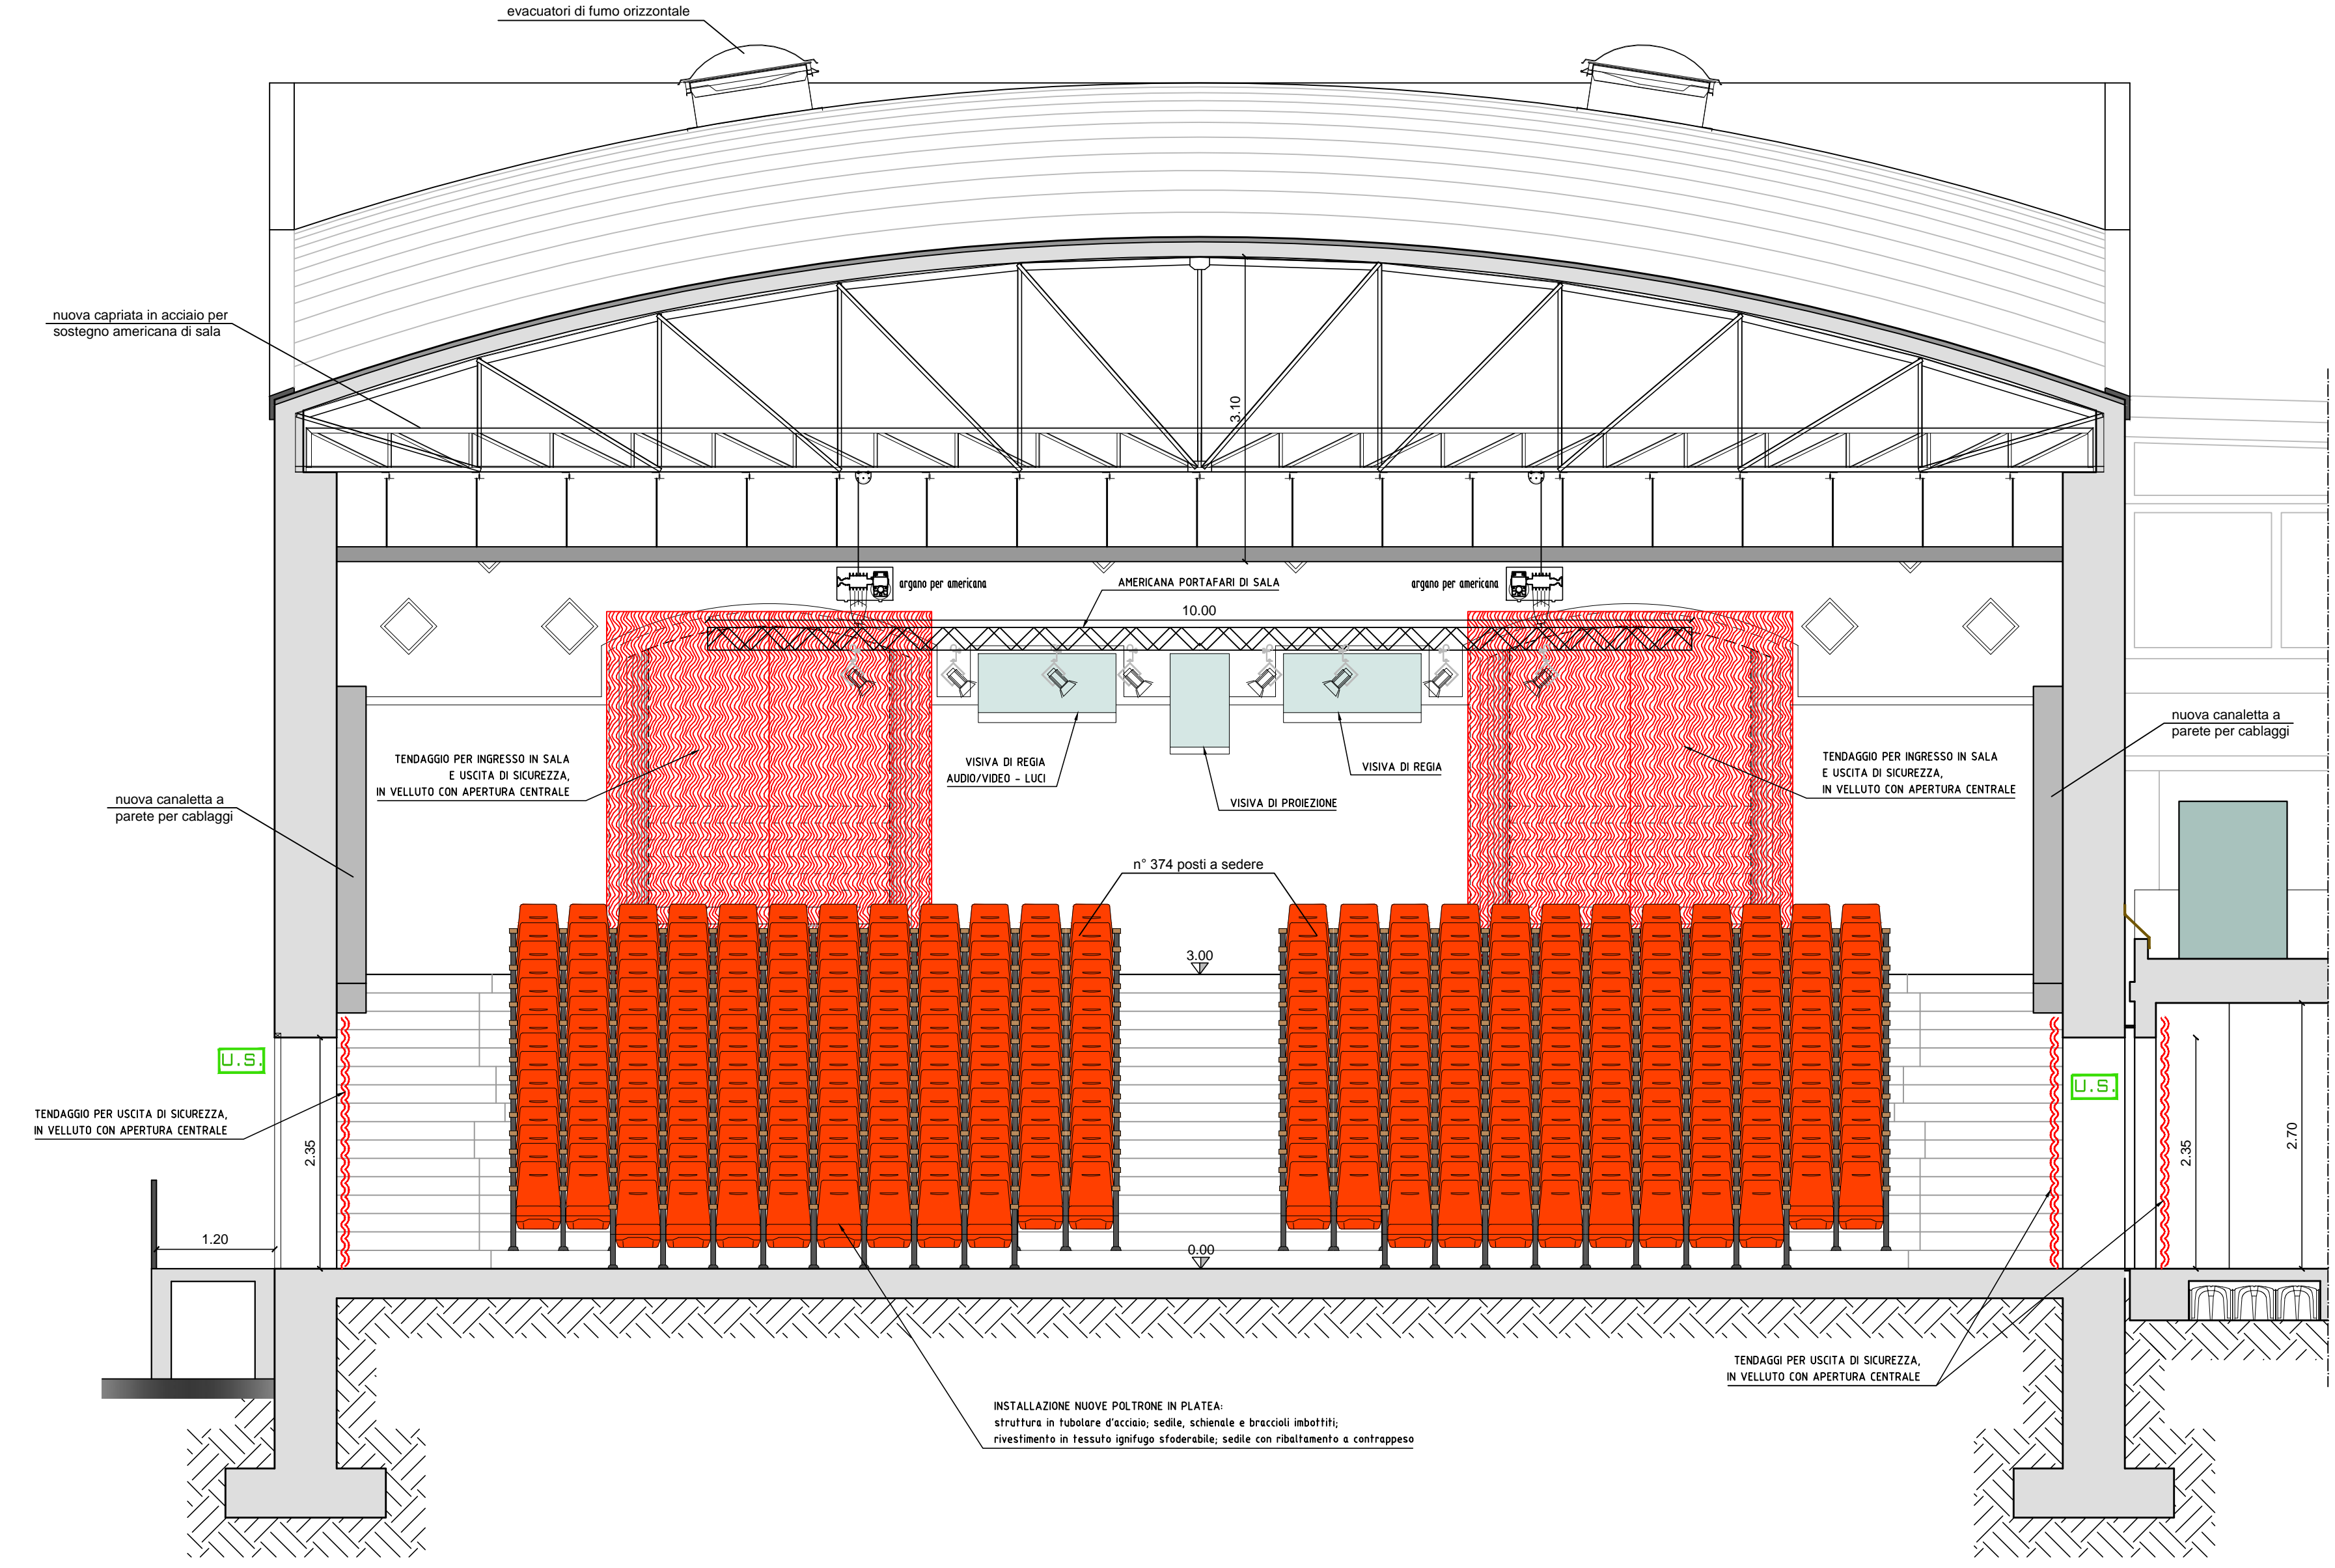 evacuatori di fumo orizzontale
nuova capriata in acciaio per
sostegno americana di sala
3.10
argano per americana
AMERICANA PORTAFARI DI SALA
argano per americana
10.00
nuova canaletta a
parete per cablaggi
TENDAGGIO PER INGRESSO IN SALA
E USCITA DI SICUREZZA,
IN VELLUTO CON APERTURA CENTRALE
VISIVA DI REGIA
AUDIO/VIDEO - LUCI
VISIVA DI PROIEZIONE
VISIVA DI REGIA
TENDAGGIO PER INGRESSO IN SALA
E USCITA DI SICUREZZA,
IN VELLUTO CON APERTURA CENTRALE
nuova canaletta a
parete per cablaggi
n° 374 posti a sedere
3.00
U.S.
U.S.
TENDAGGIO PER USCITA DI SICUREZZA,
IN VELLUTO CON APERTURA CENTRALE
2.35
2.35
2.70
1.20
0.00
TENDAGGI PER USCITA DI SICUREZZA,
IN VELLUTO CON APERTURA CENTRALE
INSTALLAZIONE NUOVE POLTRONE IN PLATEA:
struttura in tubolare d'acciaio; sedile, schienale e braccioli imbottiti;
rivestimento in tessuto ignifugo sfoderabile; sedile con ribaltamento a contrappeso